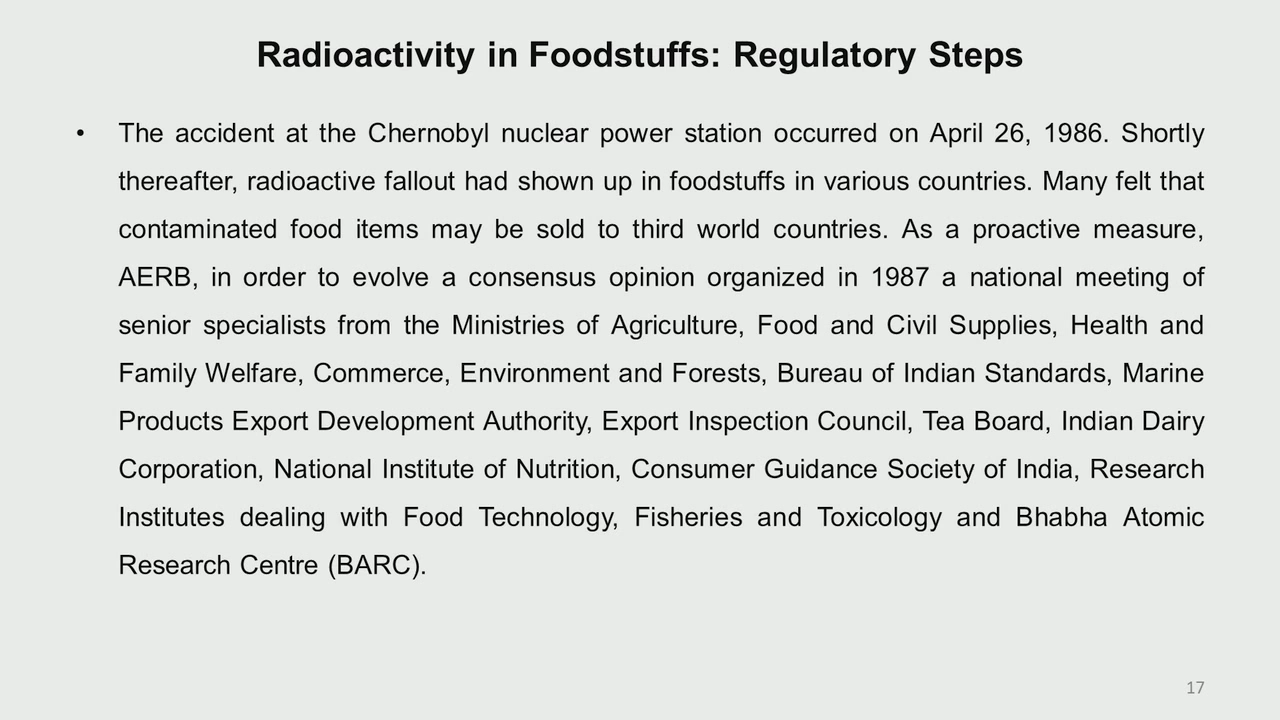 Radioactivity in Foodstuffs: Regulatory Steps
• The accident at the Chernobyl nuclear power station occurred on April 26, 1986. Shortly
thereafter, radioactive fallout had shown up in foodstuffs in various countries. Many felt that
contaminated food items may be sold to third world countries. As a proactive measure,
AERB, in order to evolve a consensus opinion organized in 1987 a national meeting of
senior specialists from the Ministries of Agriculture, Food and Civil Supplies, Health and
Family Welfare, Commerce, Environment and Forests, Bureau of Indian Standards, Marine
Products Export Development Authority, Export Inspection Council, Tea Board, Indian Dairy
Corporation, National Institute of Nutrition, Consumer Guidance Society of India, Research
Institutes dealing with Food Technology, Fisheries and Toxicology and Bhabha Atomic
Research Centre (BARC).
17